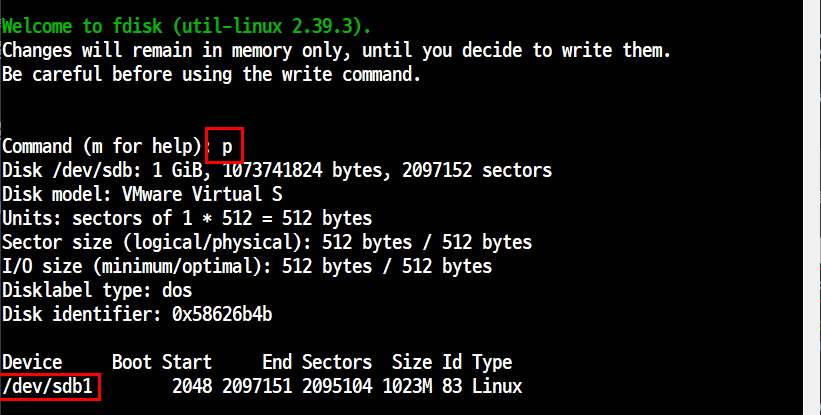 Welcome to fdisk (util-linux 2.39.3).
Changes will remain in memory only, until you decide to write them.
Be careful before using the write command.
Command (m for help): p
Disk /dev/sdb: 1 GiB, 1073741824 bytes, 2097152 sectors
Disk model: VMware Virtual S
Units: sectors of 1 * 512 = 512 bytes
Sector size (logical/physical): 512 bytes / 512 bytes
I/O size (minimum/optimal): 512 bytes / 512 bytes
Disklabel type: dos
Disk identifier: 0x58626b4b
Device     Boot Start     End Sectors  Size Id Type
/dev/sdb1        2048 2097151 2095104 1023M 83 Linux